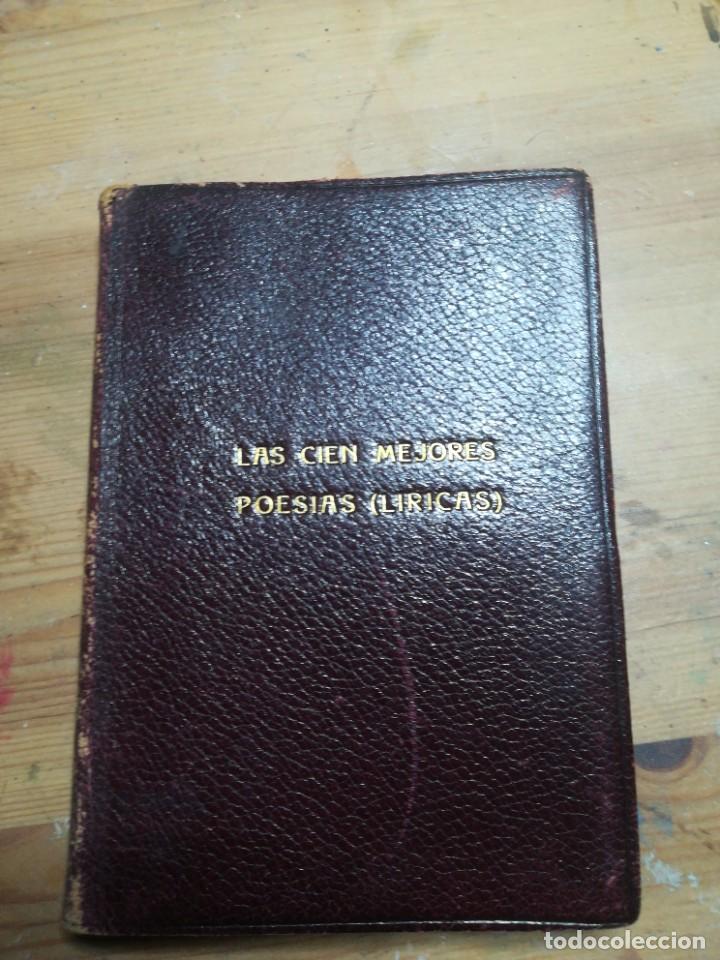 LAS CIEN MEJORES
POESIAS (LIRICAS)
todocoleccion